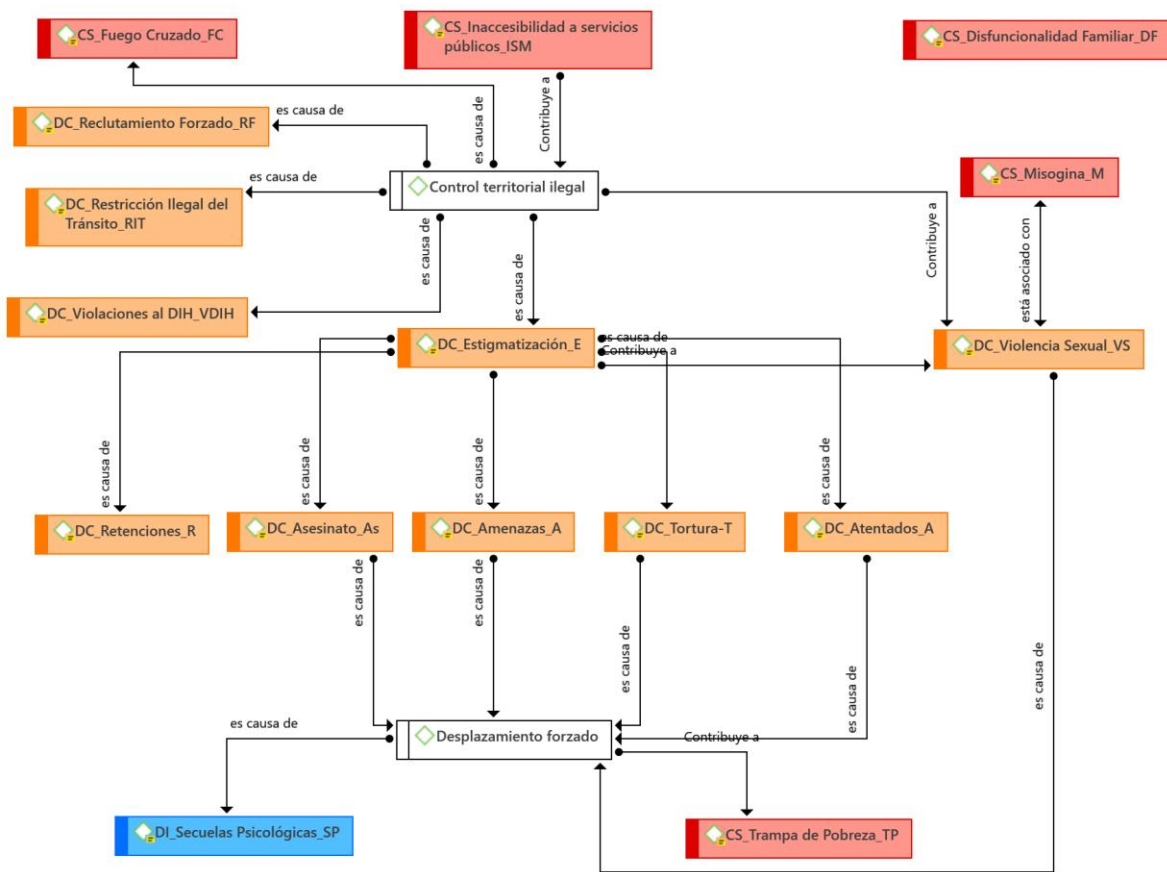 CS_Fuego Cruzado_FC
CS_Inaccesibilidad a servicios
públicos_ISM
CS_Disfuncionalidad Familiar_DF
es causa de
DC_Reclutamiento Forzado_RF
es causa de
Contribuye a
es causa de
Control territorial ilegal
CS_Misogina_M
DC_Restricción Ilegal del
Tránsito_RIT
es causa de
es causa de
Contribuye a
está asociado con
DC_Violaciones al DIH_VDIH
DC_Estigmatización_E
es causa de
Contribuye a
DC_Violencia Sexual_VS
es causa de
es causa de
es causa de
es causa de
es causa de
DC_Retenciones_R
DC_Asesinato_As
DC_Amenazas_A
DC_Tortura-T
DC_Atentados_A
es causa de
es causa de
es causa de
es causa de
es causa de
es causa de
Desplazamiento forzado
Contribuye a
DI_Secuelas Psicológicas_SP
CS_Trampa de Pobreza_TP